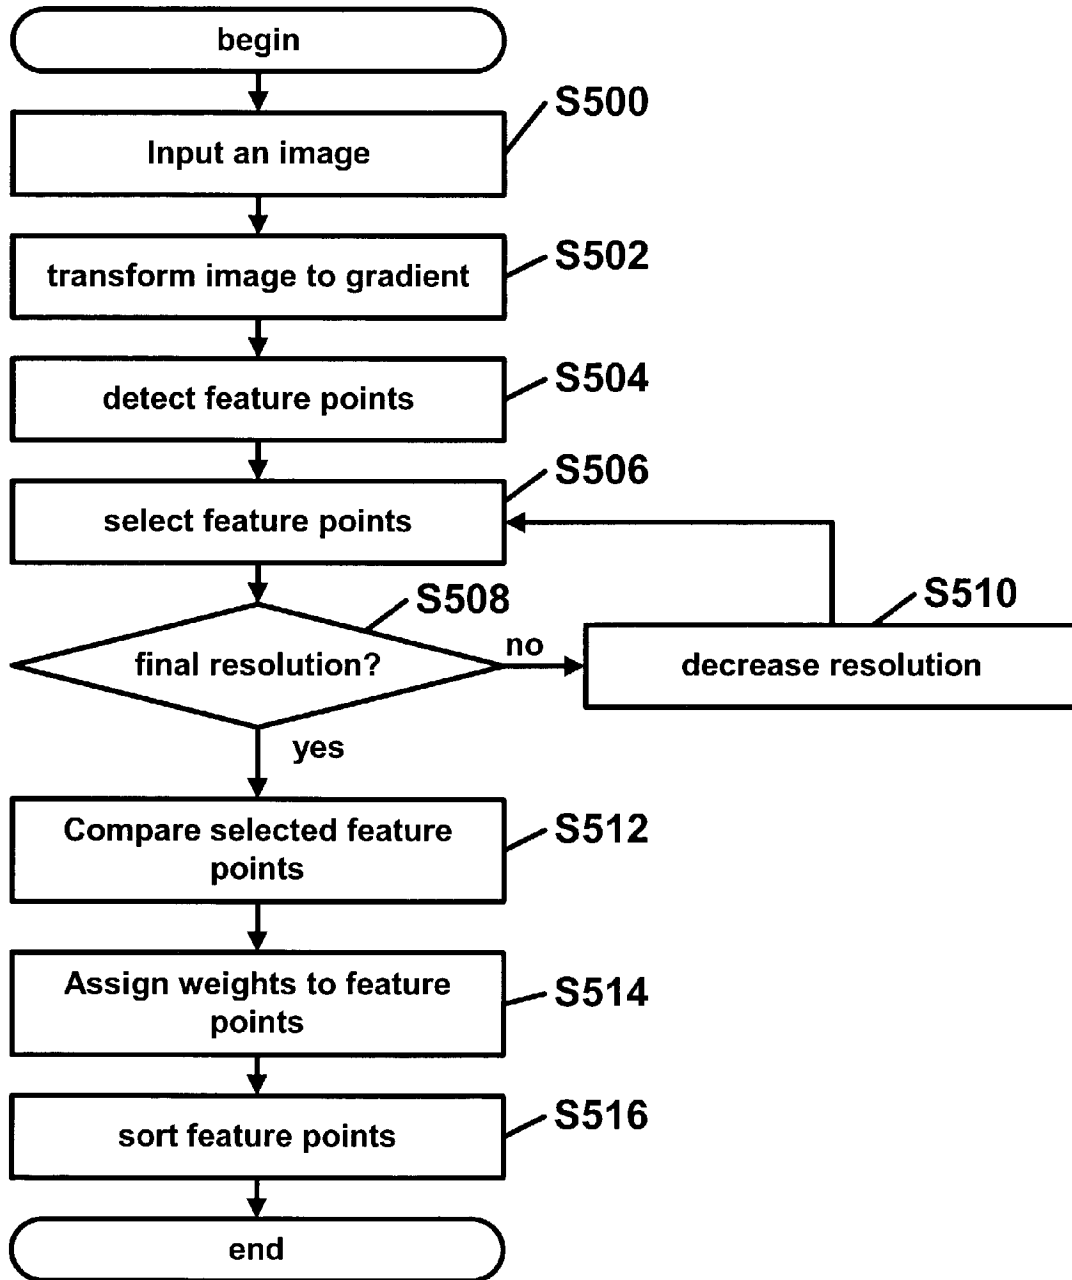 begin
S500
Input an image
S502
transform image to gradient
S504
detect feature points
S506
select feature points
S508
final resolution?
no
S510
decrease resolution
yes
Compare selected feature
points
S512
Assign weights to feature
points
S514
sort feature points
S516
end